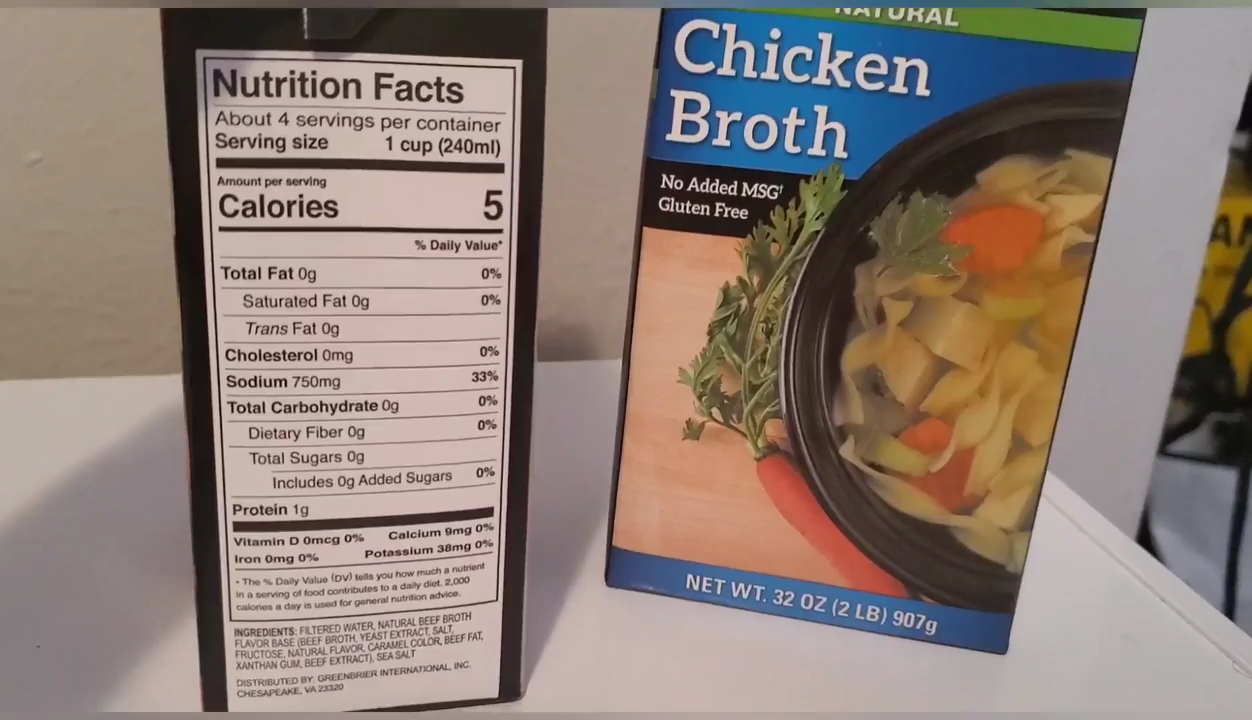 Nutrition Facts
About 4 servings per container
Serving size 1 cup (240ml)
Amount per serving
Calories 5
% Daily Value*
Total Fat 0g 0%
Saturated Fat 0g 0%
Trans Fat 0g
Cholesterol 0mg 0%
Sodium 750mg 33%
Total Carbohydrate 0g 0%
Dietary Fiber 0g 0%
Total Sugars 0g
Includes 0g Added Sugars 0%
Protein 1g
Vitamin D 0mcg 0% Calcium 9mg 0%
Iron 0mg 0% Potassium 38mg 0%
* The % Daily Value (DV) tells you how much a nutrient
in a serving of food contributes to a daily diet. 2,000
calories a day is used for general nutrition advice.
INGREDIENTS: FILTERED WATER, NATURAL BEEF BROTH
FLAVOR BASE (BEEF BROTH, YEAST EXTRACT, SALT,
FRUCTOSE, NATURAL FLAVOR, CARAMEL COLOR, BEEF FAT,
XANTHAN GUM, BEEF EXTRACT), SEA SALT
DISTRIBUTED BY: GREENBRIER INTERNATIONAL, INC.
CHESAPEAKE, VA 23320
NATURAL
Chicken
Broth
No Added MSG†
Gluten Free
NET WT. 32 OZ (2 LB) 907g